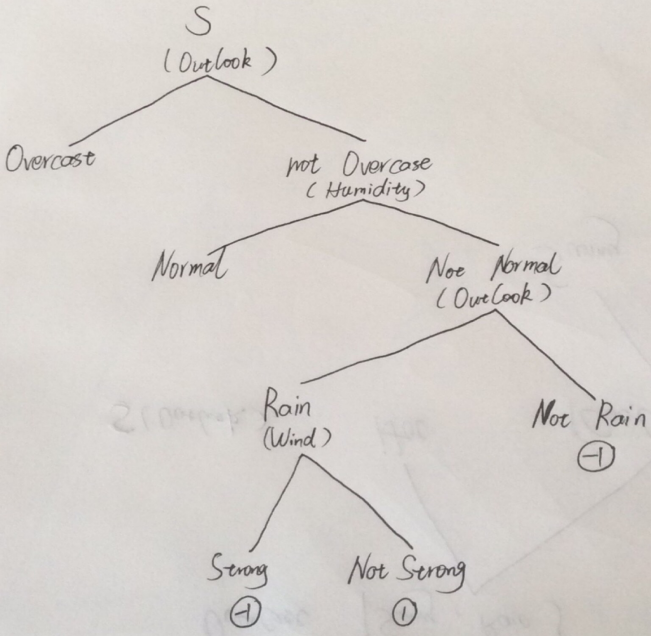 S
(Outlook)
Overcast
not Overcase
(Humidity)
Normal
Not Normal
(Outlook)
Rain
(Wind)
Not Rain
-1
Strong
Not Strong
-1
1